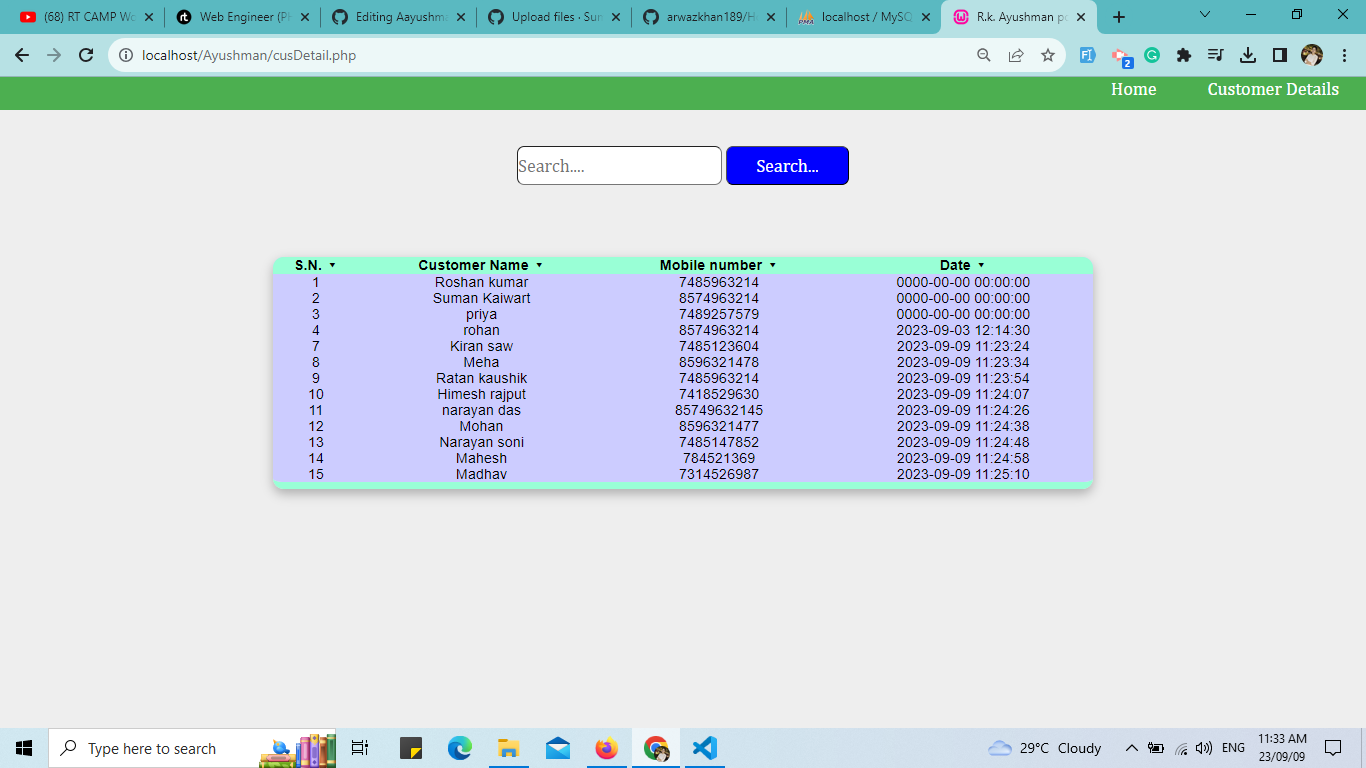 (68) RT CAMP Wo
Web Engineer (PH
Editing Aayushma
Upload files · Sum
arwazkhan189/Ha
localhost / MySQL
R.k. Ayushman po
localhost/Ayushman/cusDetail.php
2
Home Customer Details
Search.... Search...
S.N. Customer Name Mobile number Date
1 Roshan kumar 7485963214 0000-00-00 00:00:00
2 Suman Kaiwart 8574963214 0000-00-00 00:00:00
3 priya 7489257579 0000-00-00 00:00:00
4 rohan 8574963214 2023-09-03 12:14:30
7 Kiran saw 7485123604 2023-09-09 11:23:24
8 Meha 8596321478 2023-09-09 11:23:34
9 Ratan kaushik 7485963214 2023-09-09 11:23:54
10 Himesh rajput 7418529630 2023-09-09 11:24:07
11 narayan das 85749632145 2023-09-09 11:24:26
12 Mohan 8596321477 2023-09-09 11:24:38
13 Narayan soni 7485147852 2023-09-09 11:24:48
14 Mahesh 784521369 2023-09-09 11:24:58
15 Madhav 7314526987 2023-09-09 11:25:10
Type here to search
29°C Cloudy
ENG
11:33 AM
23/09/09